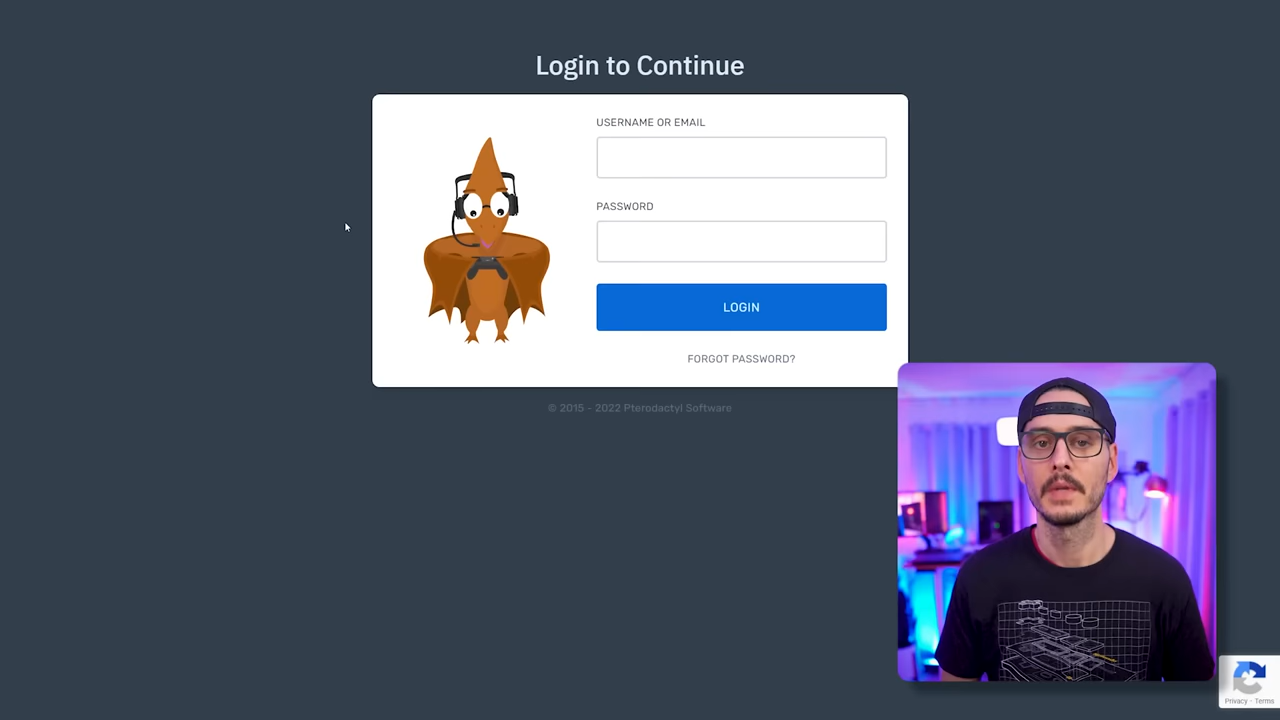 Login to Continue
USERNAME OR EMAIL
PASSWORD
LOGIN
FORGOT PASSWORD?
© 2015 - 2022 Pterodactyl Software
Privacy - Terms